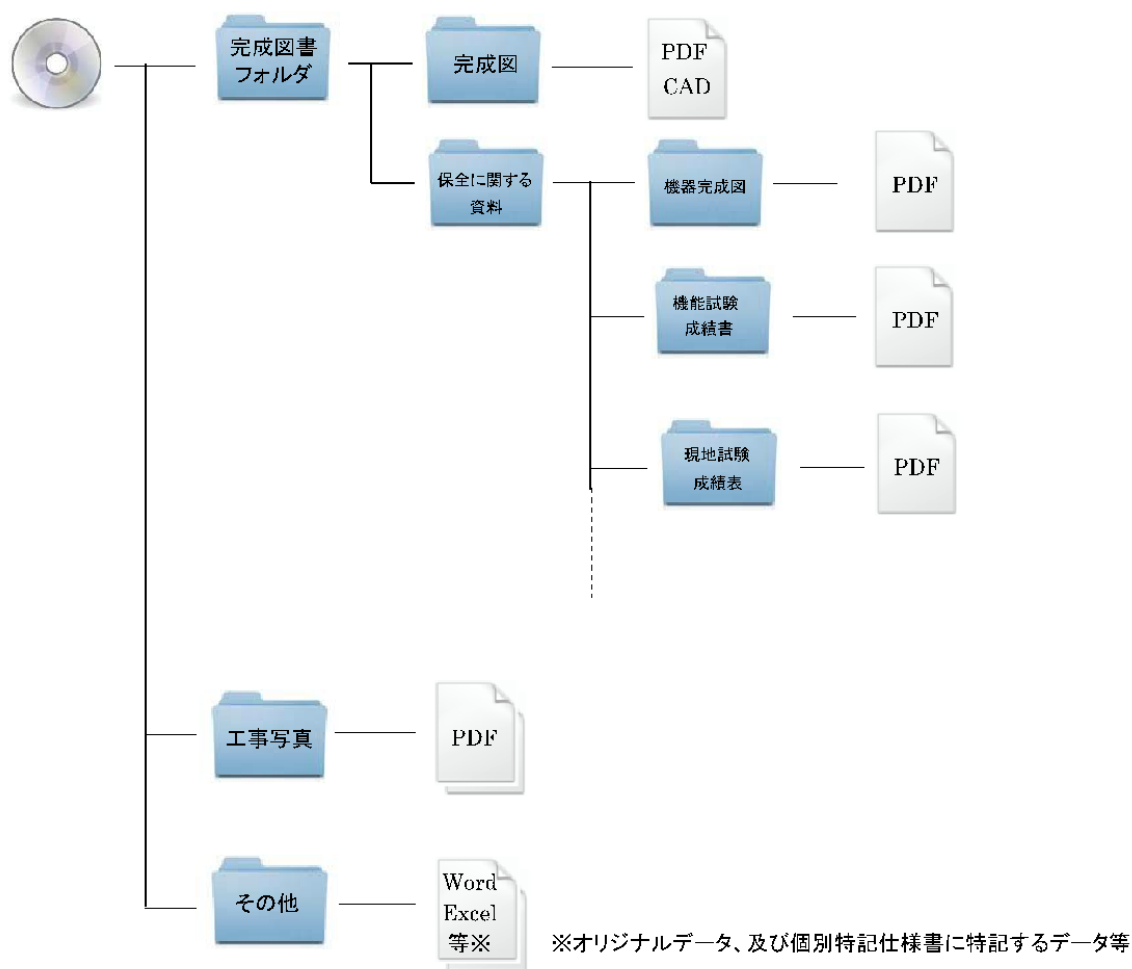 完成図書
フォルダ
完成図
PDF
CAD
保全に関する
資料
機器完成図
PDF
機能試験
成績書
PDF
現地試験
成績表
PDF
工事写真
PDF
その他
Word
Excel
等※
※オリジナルデータ、及び個別特記仕様書に特記するデータ等